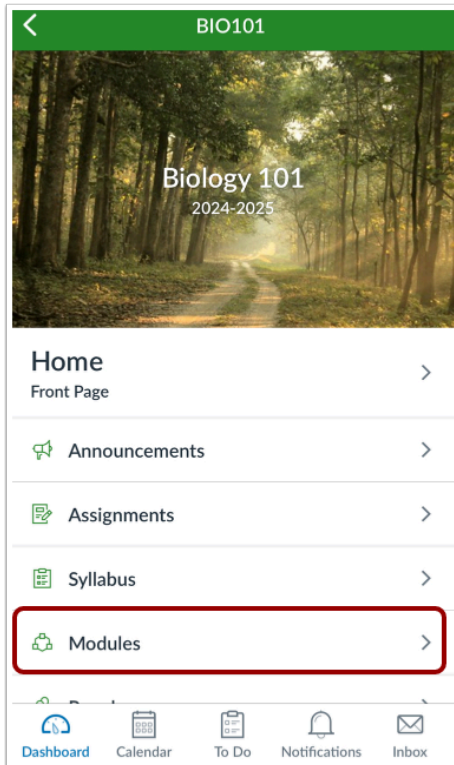 BIO101
Biology 101
2024-2025
Home
Front Page
Announcements
Assignments
Syllabus
Modules
Dashboard Calendar To Do Notifications Inbox